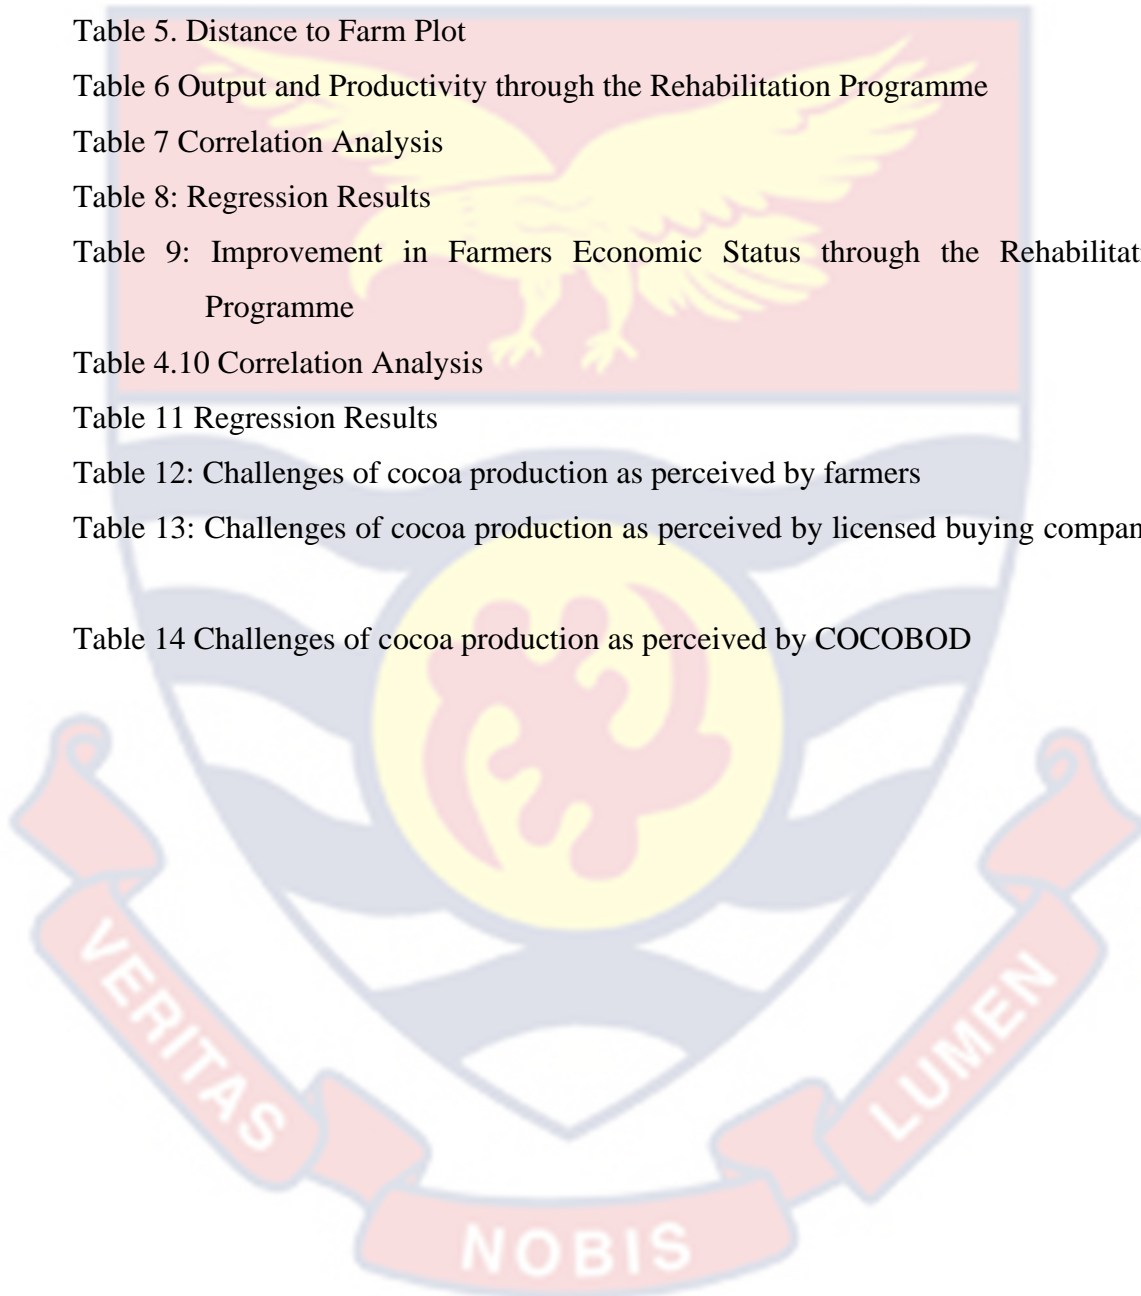 Table 5. Distance to Farm Plot
Table 6 Output and Productivity through the Rehabilitation Programme
Table 7 Correlation Analysis
Table 8: Regression Results
Table 9: Improvement in Farmers Economic Status through the Rehabilitati
Programme
Table 4.10 Correlation Analysis
Table 11 Regression Results
Table 12: Challenges of cocoa production as perceived by farmers
Table 13: Challenges of cocoa production as perceived by licensed buying compan
Table 14 Challenges of cocoa production as perceived by COCOBOD
VERITAS
NOBIS
LUMEN